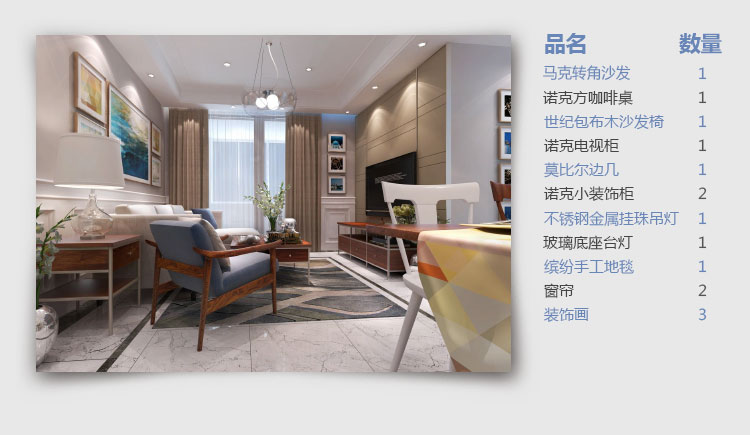 品名 数量
马克转角沙发 1
诺克方咖啡桌 1
世纪包布木沙发椅 1
诺克电视柜 1
莫比尔边几 1
诺克小装饰柜 2
不锈钢金属挂珠吊灯 1
玻璃底座台灯 1
缤纷手工地毯 1
窗帘 2
装饰画 3